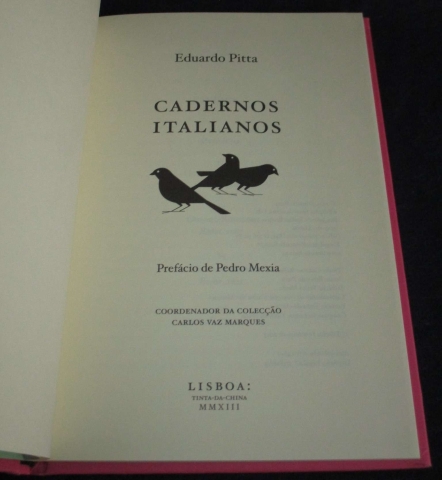 Eduardo Pitta
CADERNOS
ITALIANOS
Prefácio de Pedro Mexia
COORDENADOR DA COLECÇÃO
CARLOS VAZ MARQUES
LISBOA:
TINTA-DA-CHINA
MMXIII